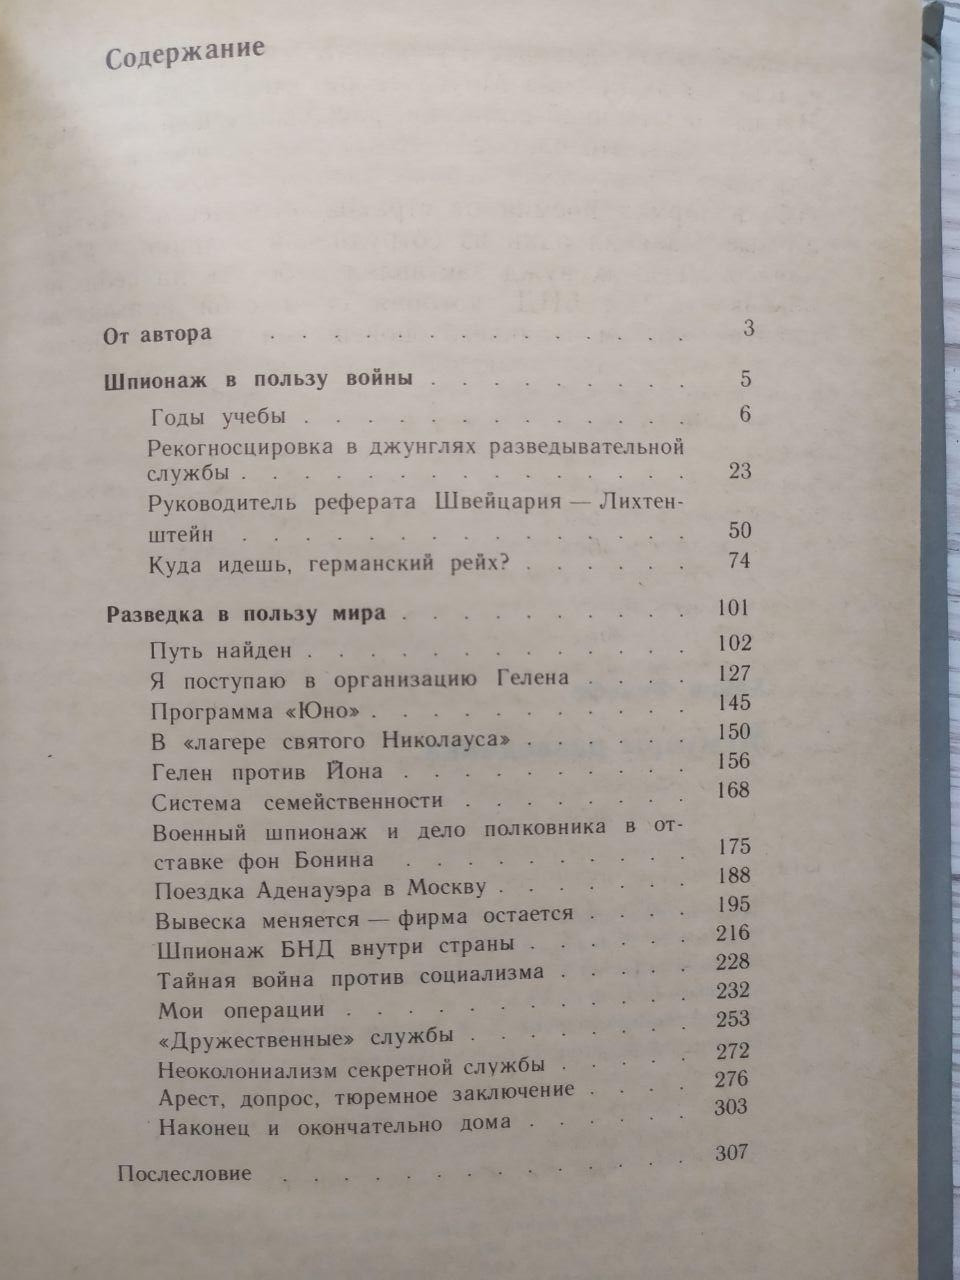 Содержание
От автора . . . . . . . . . . . . . . 3
Шпионаж в пользу войны . . . . . . . . . 5
Годы учебы . . . . . . . . . . . . 6
Рекогносцировка в джунглях разведывательной
службы . . . . . . . . . . . . . . 23
Руководитель реферата Швейцария — Лихтен-
штейн . . . . . . . . . . . . . . . 50
Куда идешь, германский рейх? . . . . . . 74
Разведка в пользу мира . . . . . . . . . . 101
Путь найден . . . . . . . . . . . . . 102
Я поступаю в организацию Гелена . . . . 127
Программа «Юно» . . . . . . . . . . . 145
В «лагере святого Николауса» . . . . . . 150
Гелен против Йона . . . . . . . . . . 156
Система семейственности . . . . . . . . 168
Военный шпионаж и дело полковника в от-
ставке фон Бонина . . . . . . . . . . 175
Поездка Аденауэра в Москву . . . . . . . 188
Вывеска меняется — фирма остается . . . . 195
Шпионаж БНД внутри страны . . . . . . 216
Тайная война против социализма . . . . . 228
Мои операции . . . . . . . . . . . . 232
«Дружественные» службы . . . . . . . . 253
Неоколониализм секретной службы . . . . . 272
Арест, допрос, тюремное заключение . . . . 276
Наконец и окончательно дома . . . . . . 303
Послесловие . . . . . . . . . . . . . . 307